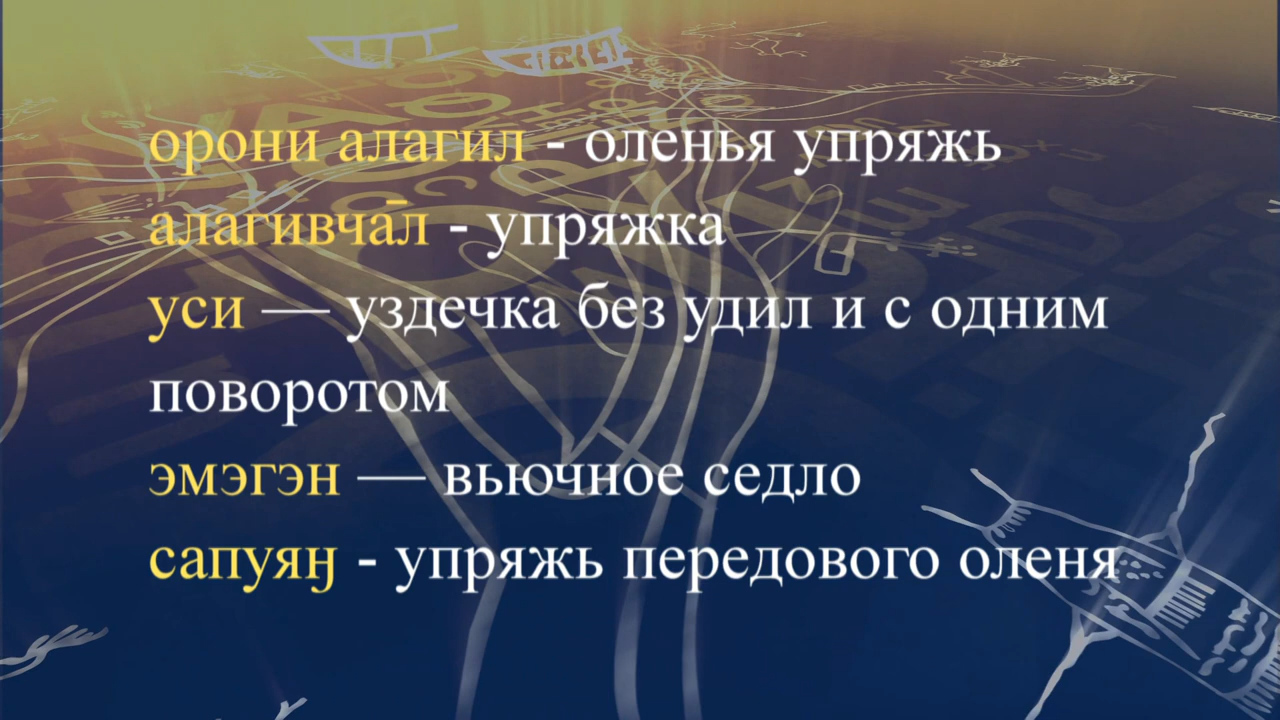 орони алагил - оленья упряжь
алагивча̄л - упряжка
уси — уздечка без удил и с одним
поворотом
эмэгэн — вьючное седло
сапуяӈ - упряжь передового оленя